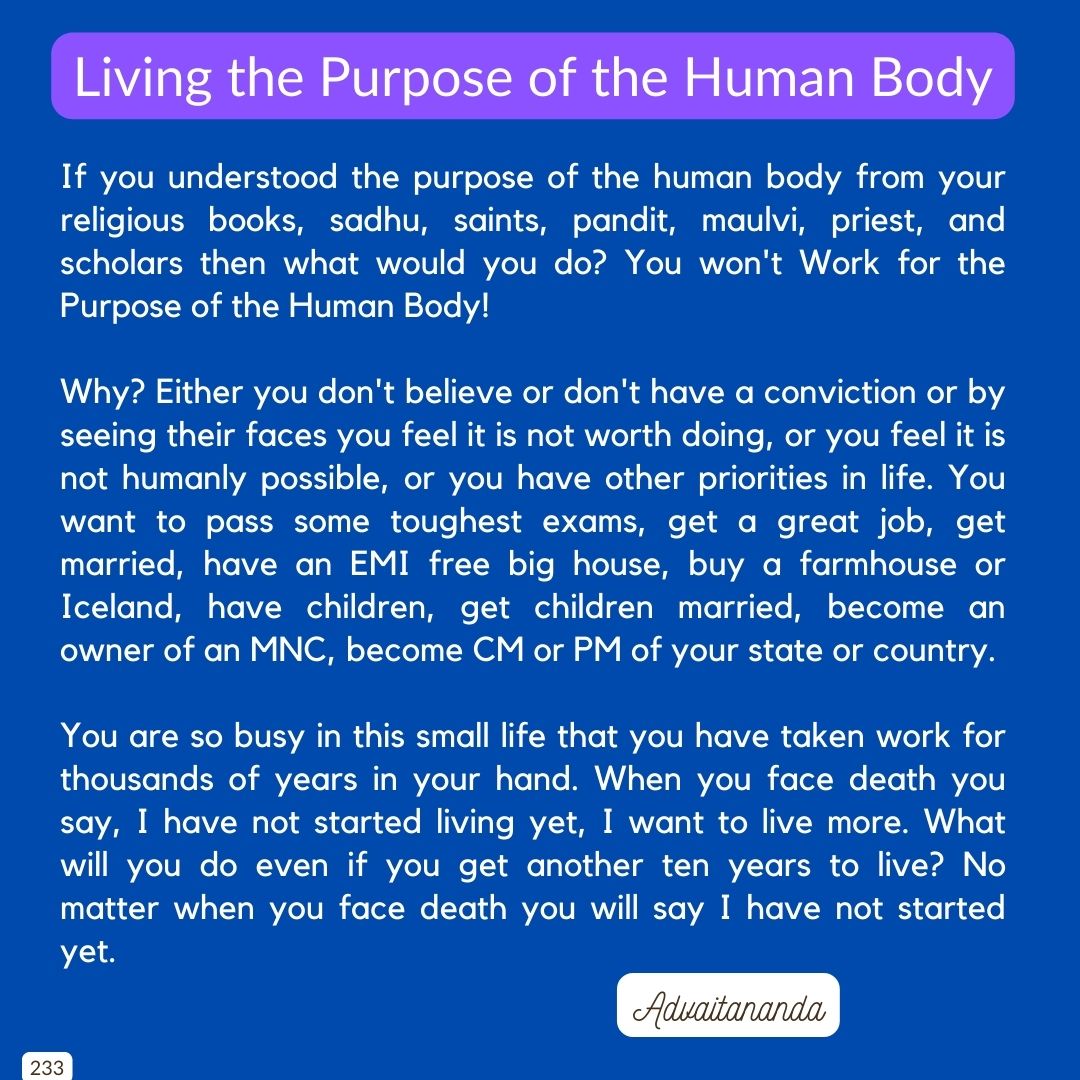 Living the Purpose of the Human Body
If you understood the purpose of the human body from your
religious books, sadhu, saints, pandit, maulvi, priest, and
scholars then what would you do? You won't Work for the
Purpose of the Human Body!
Why? Either you don't believe or don't have a conviction or by
seeing their faces you feel it is not worth doing, or you feel it is
not humanly possible, or you have other priorities in life. You
want to pass some toughest exams, get a great job, get
married, have an EMI free big house, buy a farmhouse or
Iceland, have children, get children married, become an
owner of an MNC, become CM or PM of your state or country.
You are so busy in this small life that you have taken work for
thousands of years in your hand. When you face death you
say, I have not started living yet, I want to live more. What
will you do even if you get another ten years to live? No
matter when you face death you will say I have not started
yet.
Advaitananda
233